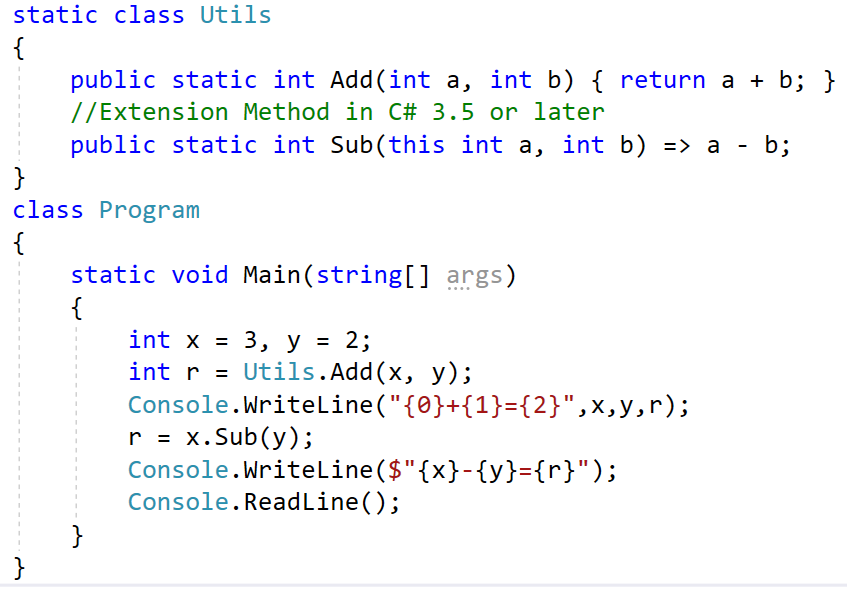 static class Utils
{
    public static int Add(int a, int b) { return a + b; }
    //Extension Method in C# 3.5 or later
    public static int Sub(this int a, int b) => a - b;
}
class Program
{
    static void Main(string[] args)
    {
        int x = 3, y = 2;
        int r = Utils.Add(x, y);
        Console.WriteLine("{0}+{1}={2}",x,y,r);
        r = x.Sub(y);
        Console.WriteLine($"{x}-{y}={r}");
        Console.ReadLine();
    }
}